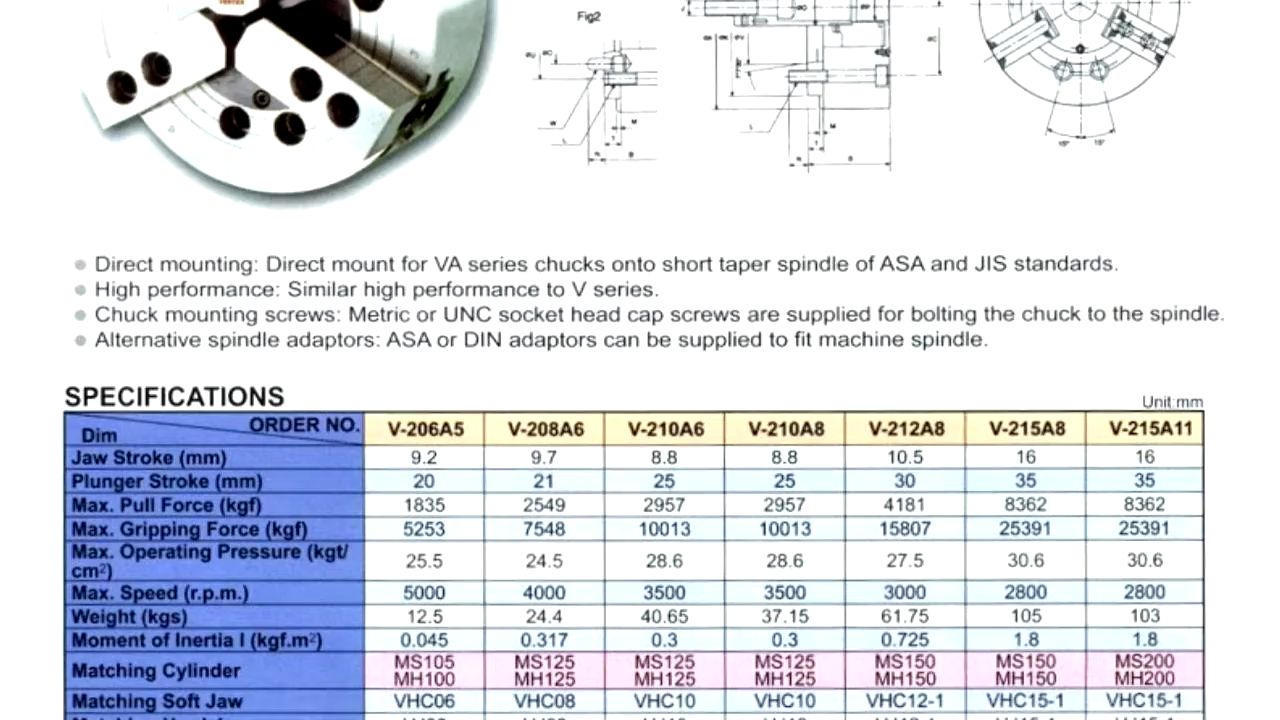 VERTEX
Fig2
Direct mounting: Direct mount for VA series chucks onto short taper spindle of ASA and JIS standards.
High performance: Similar high performance to V series.
Chuck mounting screws: Metric or UNC socket head cap screws are supplied for bolting the chuck to the spindle.
Alternative spindle adaptors: ASA or DIN adaptors can be supplied to fit machine spindle.
SPECIFICATIONS
Unit:mm
Dim ORDER NO. V-206A5 V-208A6 V-210A6 V-210A8 V-212A8 V-215A8 V-215A11
Jaw Stroke (mm) 9.2 9.7 8.8 8.8 10.5 16 16
Plunger Stroke (mm) 20 21 25 25 30 35 35
Max. Pull Force (kgf) 1835 2549 2957 2957 4181 8362 8362
Max. Gripping Force (kgf) 5253 7548 10013 10013 15807 25391 25391
Max. Operating Pressure (kgt/
cm²) 25.5 24.5 28.6 28.6 27.5 30.6 30.6
Max. Speed (r.p.m.) 5000 4000 3500 3500 3000 2800 2800
Weight (kgs) 12.5 24.4 40.65 37.15 61.75 105 103
Moment of Inertia I (kgf.m²) 0.045 0.317 0.3 0.3 0.725 1.8 1.8
Matching Cylinder MS105 MS125 MS125 MS125 MS150 MS150 MS200
MH100 MH125 MH125 MH125 MH150 MH150 MH200
Matching Soft Jaw VHC06 VHC08 VHC10 VHC10 VHC12-1 VHC15-1 VHC15-1